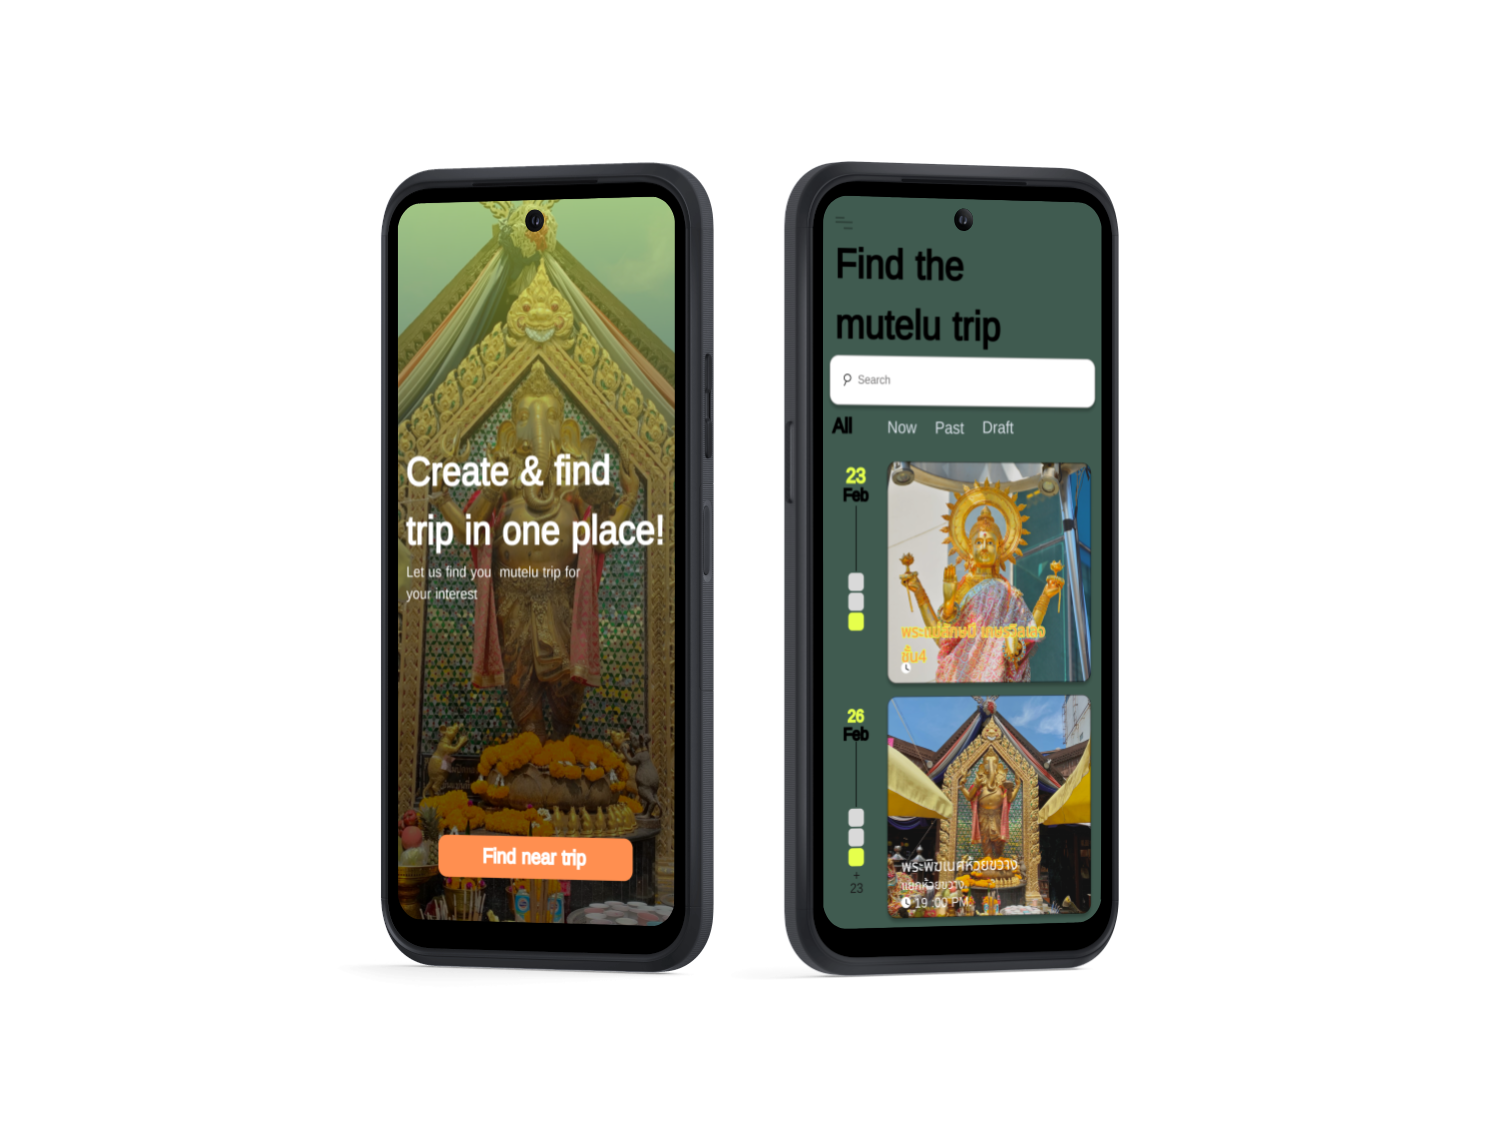 Create & find
trip in one place!
Let us find you mutelu trip for
your interest
Find near trip
Find the
mutelu trip
Search
All Now Past Draft
23
Feb
ชั้น4
26
Feb
+
23
พระพิฆเนศห้วยขวาง
แยกห้วยขวาง
19 :00 PM